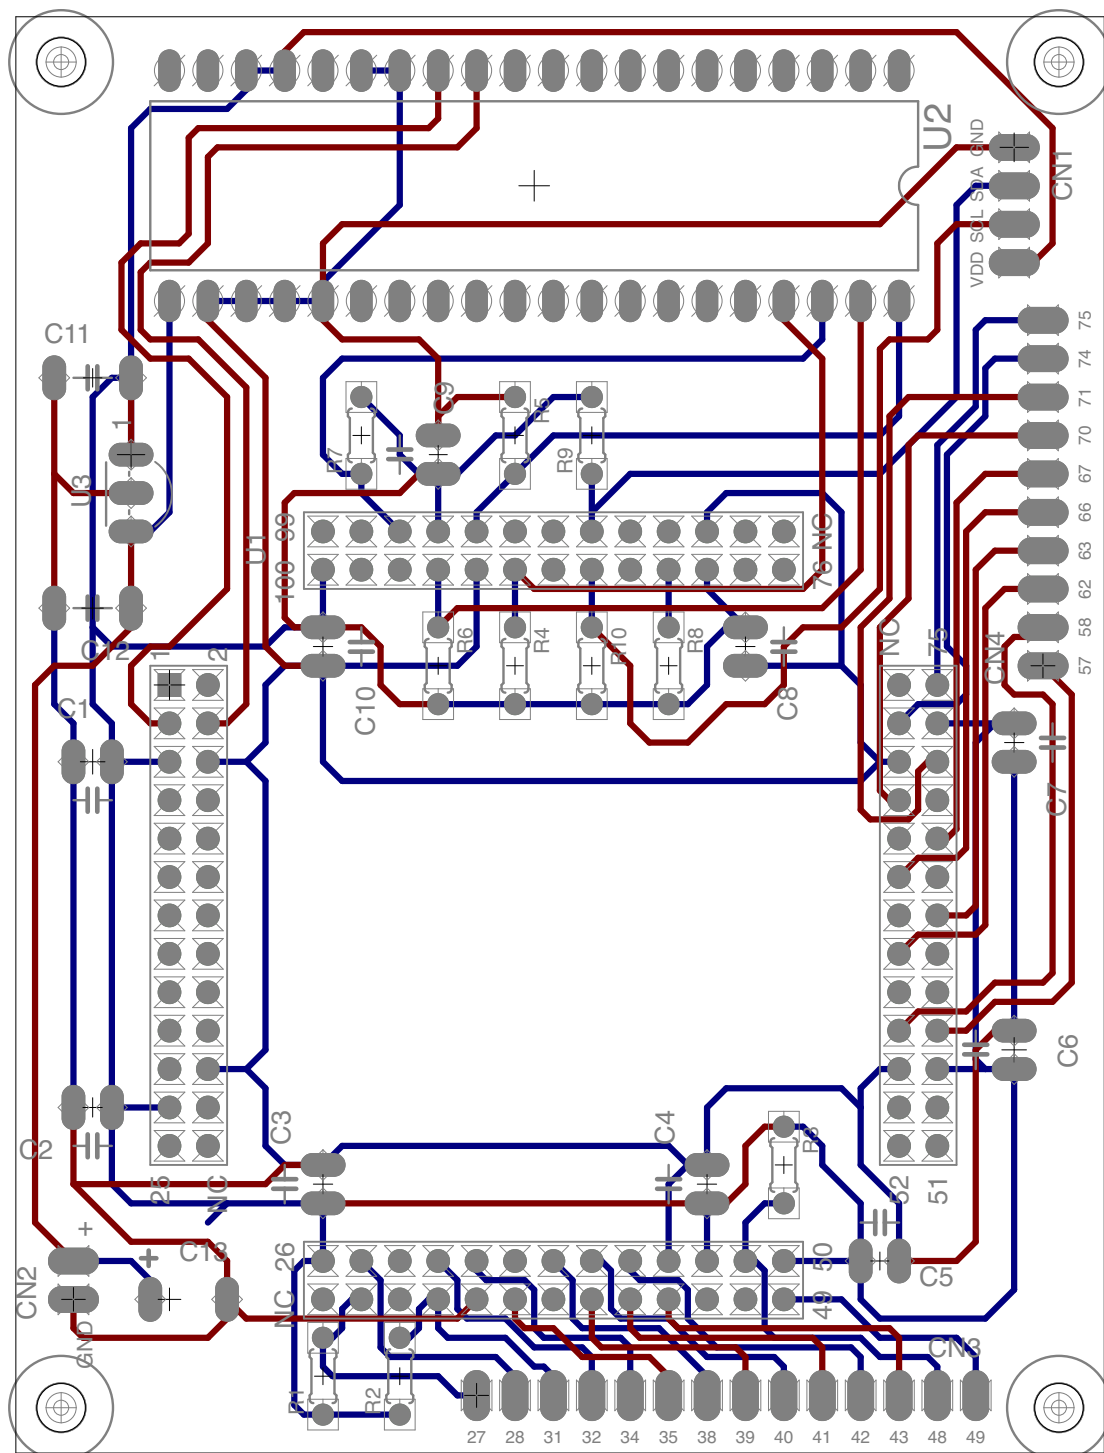 U2
GND
SDA
SCL
VDD
CN1
75
74
71
70
67
66
63
62
58
57
CN4
C11
1
U3
C12
C9
R5
R7
R9
U1
99
100
NC
76
R6
R4
R10
R8
C10
C8
1
2
NC
75
C1
C7
C2
C3
C4
R3
C6
25
NC
52
51
C5
+
+
CN2
GND
C13
26
NC
50
49
R1
R2
CN3
27
28
31
32
34
35
38
39
40
41
42
43
48
49